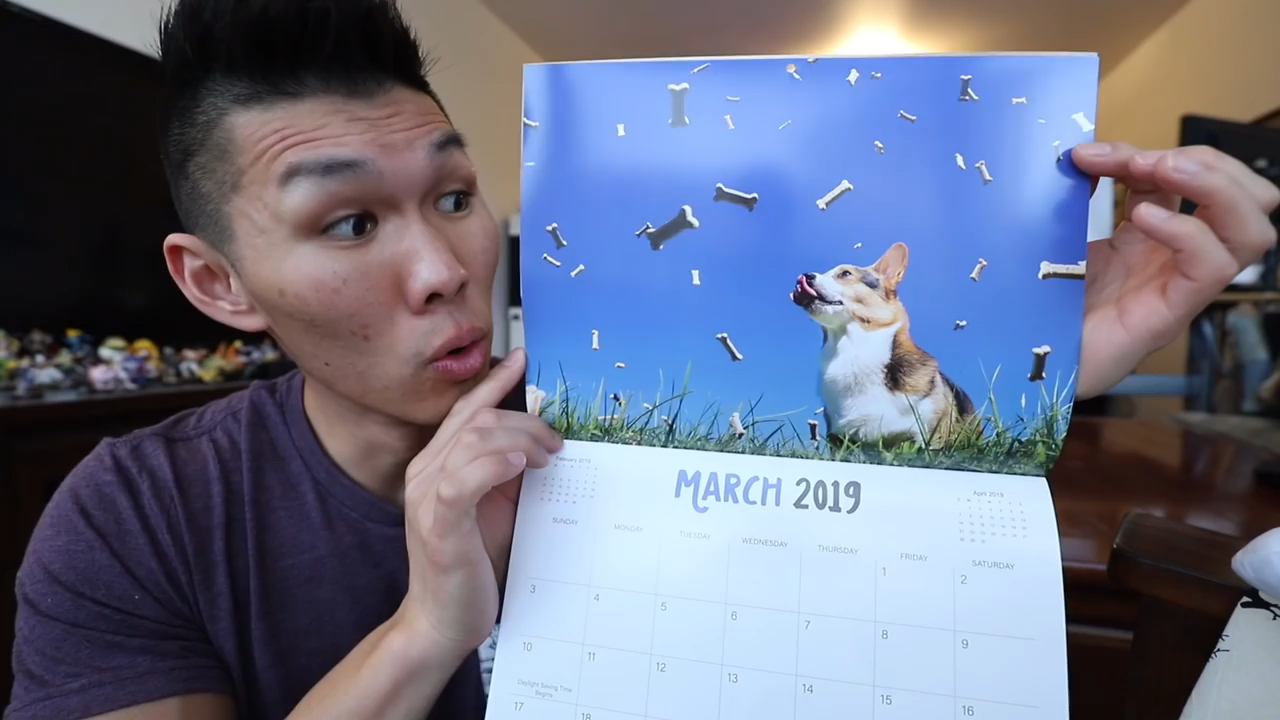 February 2019
MARCH 2019
April 2019
SUNDAY MONDAY TUESDAY WEDNESDAY THURSDAY FRIDAY SATURDAY
1 2
3 4 5 6 7 8 9
10 11 12 13 14 15 16
Daylight Saving Time
Begins
17 18